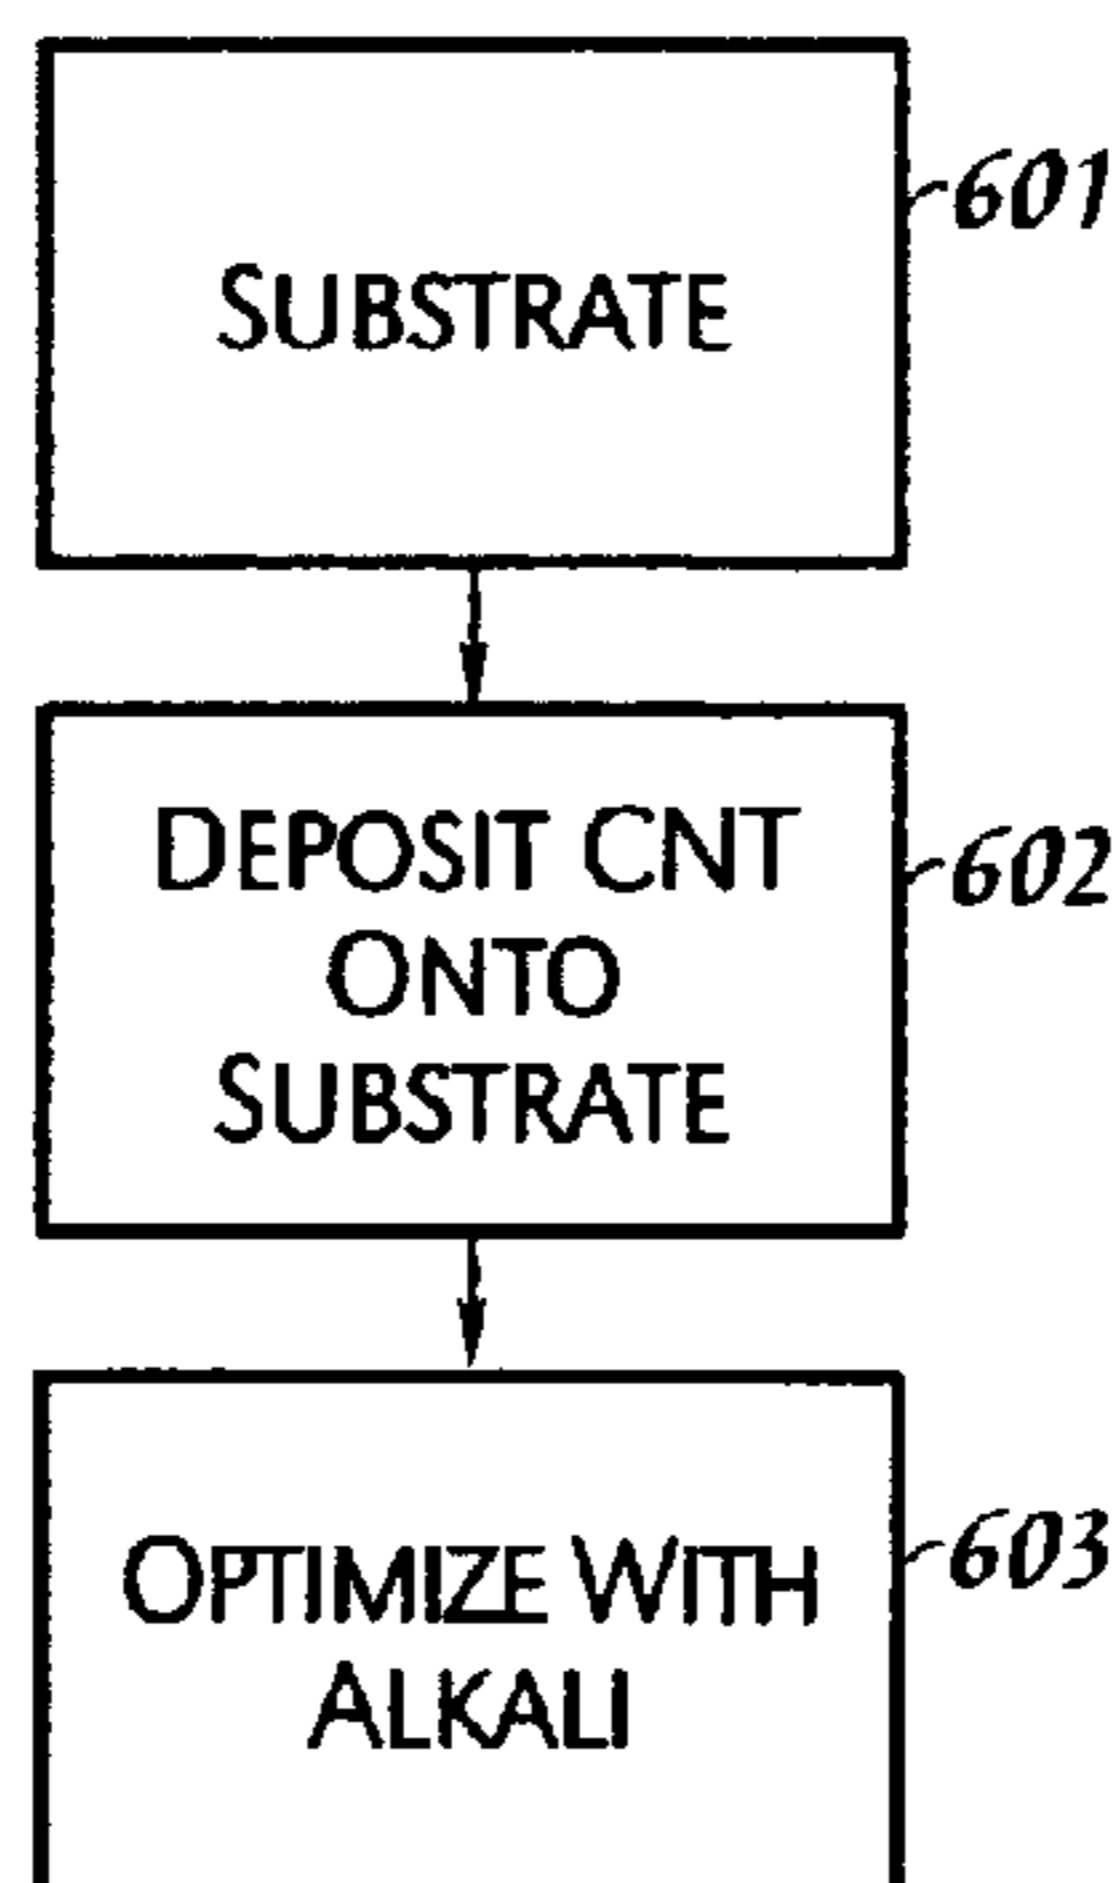 SUBSTRATE
601
DEPOSIT CNT
ONTO
SUBSTRATE
602
OPTIMIZE WITH
ALKALI
603